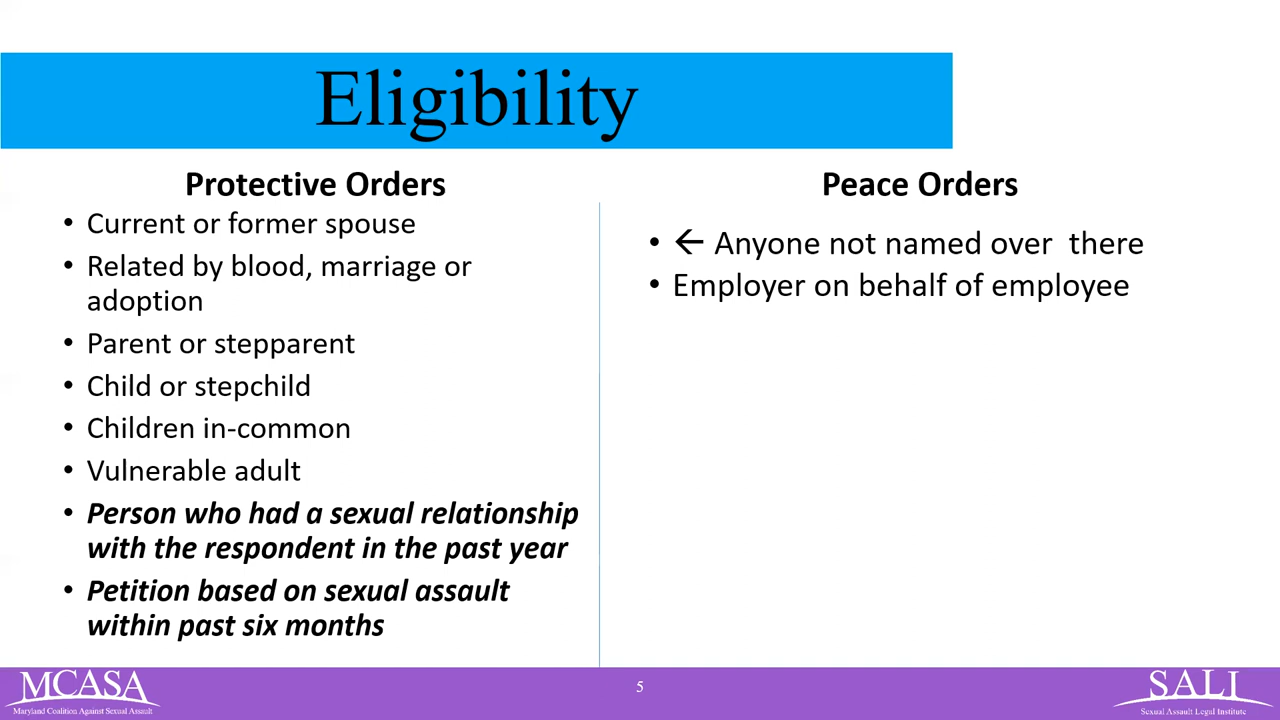 Eligibility
Protective Orders
• Current or former spouse
• Related by blood, marriage or
adoption
• Parent or stepparent
• Child or stepchild
• Children in-common
• Vulnerable adult
• Person who had a sexual relationship
with the respondent in the past year
• Petition based on sexual assault
within past six months
Peace Orders
• ← Anyone not named over  there
• Employer on behalf of employee
MCASA
Maryland Coalition Against Sexual Assault
5
SALI
Sexual Assault Legal Institute